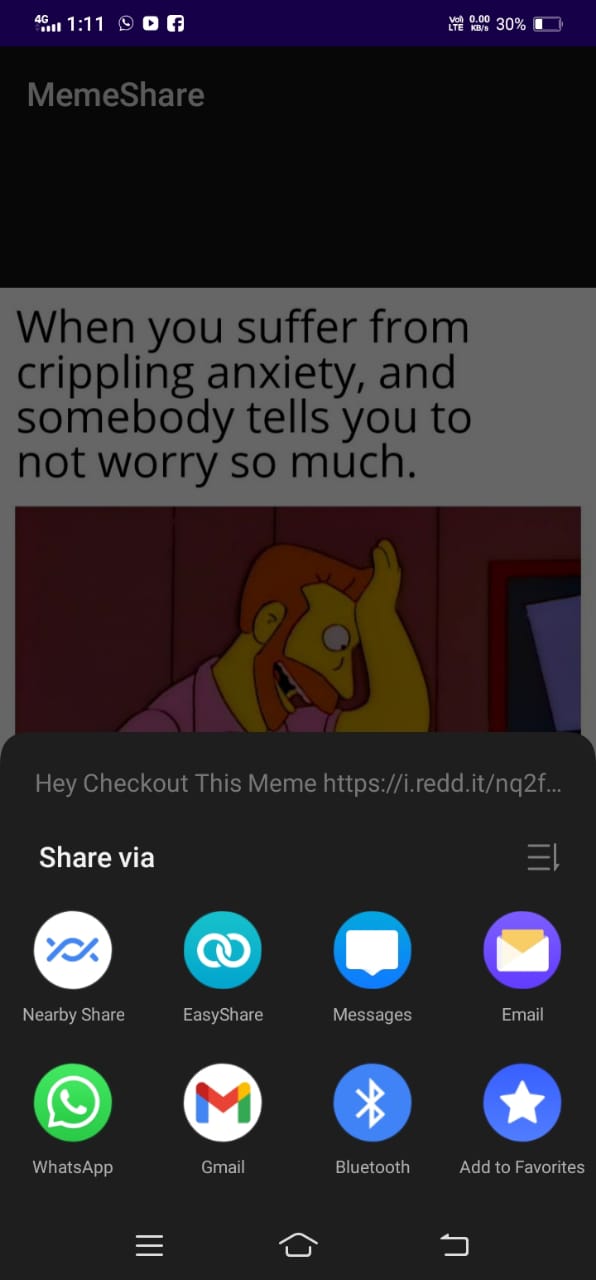 4G 1:11 Voi) LTE 0.00 KB/s 30%
MemeShare
When you suffer from
crippling anxiety, and
somebody tells you to
not worry so much.
Hey Checkout This Meme https://i.redd.it/nq2f...
Share via
Nearby Share EasyShare Messages Email
WhatsApp Gmail Bluetooth Add to Favorites